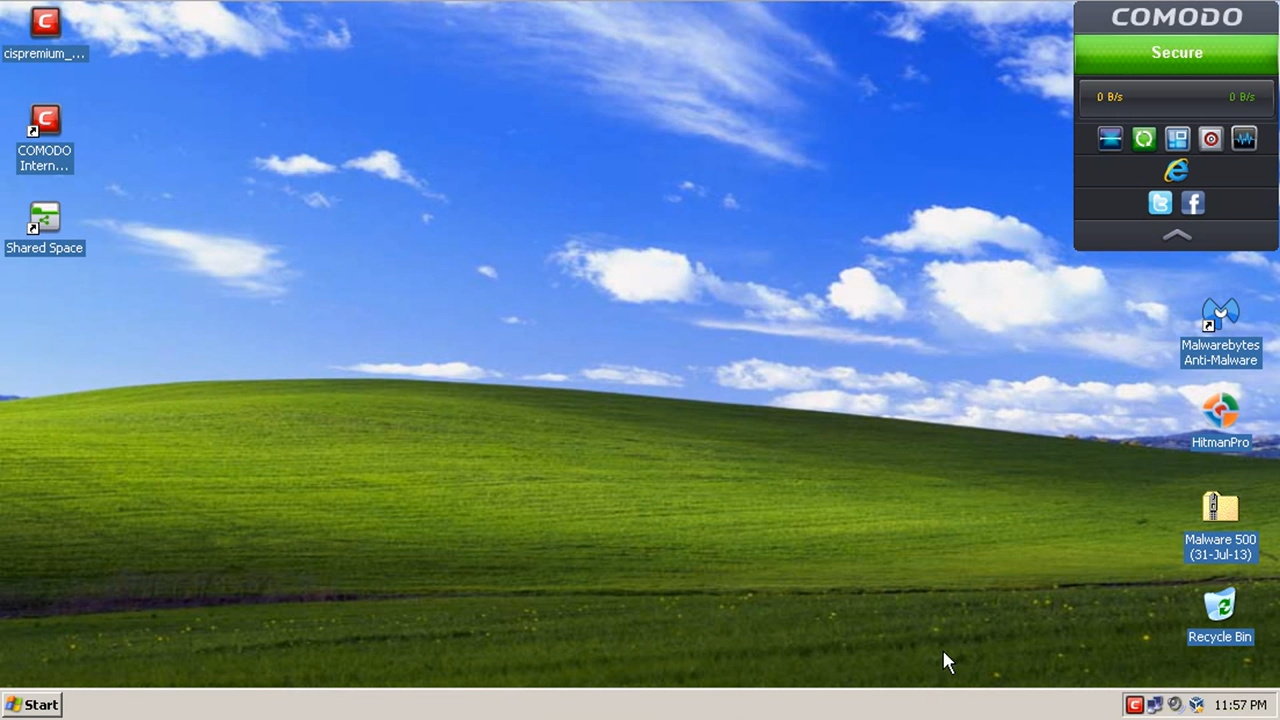 cispremium_...
COMODO
Intern...
Shared Space
COMODO
Secure
0 B/s
0 B/s
Malwarebytes
Anti-Malware
HitmanPro
Malware 500
(31-Jul-13)
Recycle Bin
Start
11:57 PM